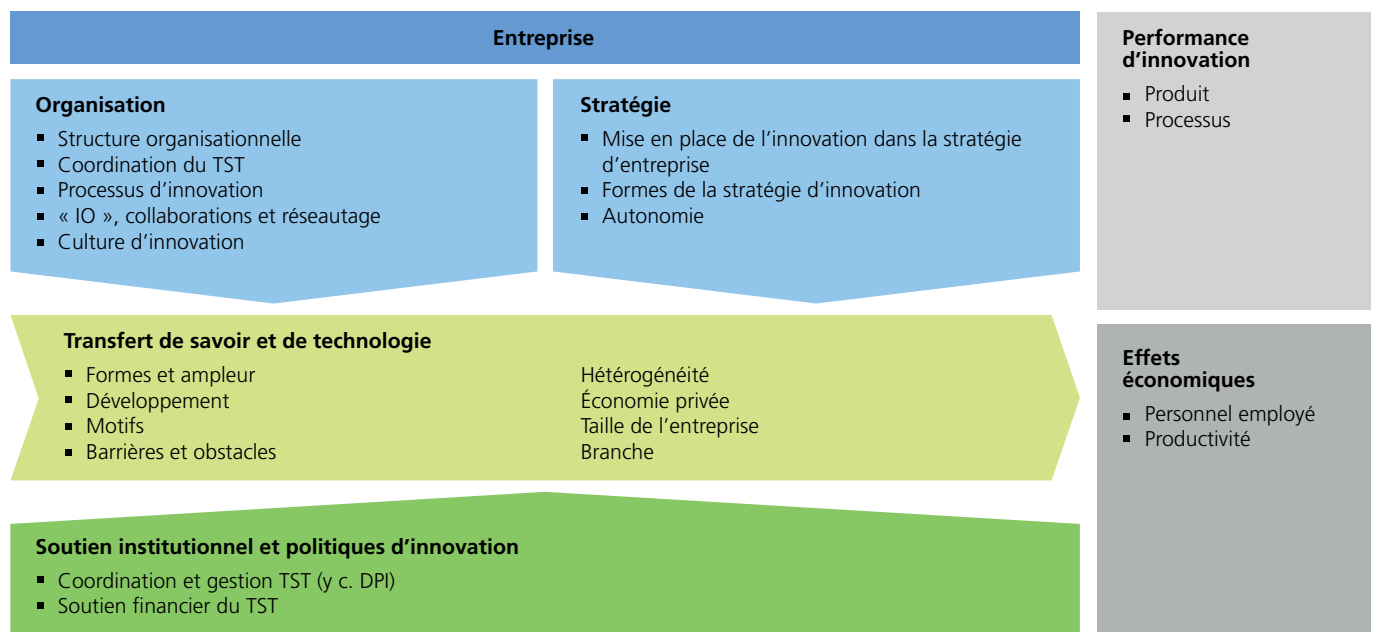 Entreprise
Organisation
Structure organisationnelle
Coordination du TST
Processus d’innovation
« IO », collaborations et réseautage
Culture d’innovation
Stratégie
Mise en place de l’innovation dans la stratégie
d’entreprise
Formes de la stratégie d’innovation
Autonomie
Transfert de savoir et de technologie
Formes et ampleur
Développement
Motifs
Barrières et obstacles
Hétérogénéité
Économie privée
Taille de l’entreprise
Branche
Soutien institutionnel et politiques d’innovation
Coordination et gestion TST (y c. DPI)
Soutien financier du TST
Performance
d’innovation
Produit
Processus
Effets
économiques
Personnel employé
Productivité